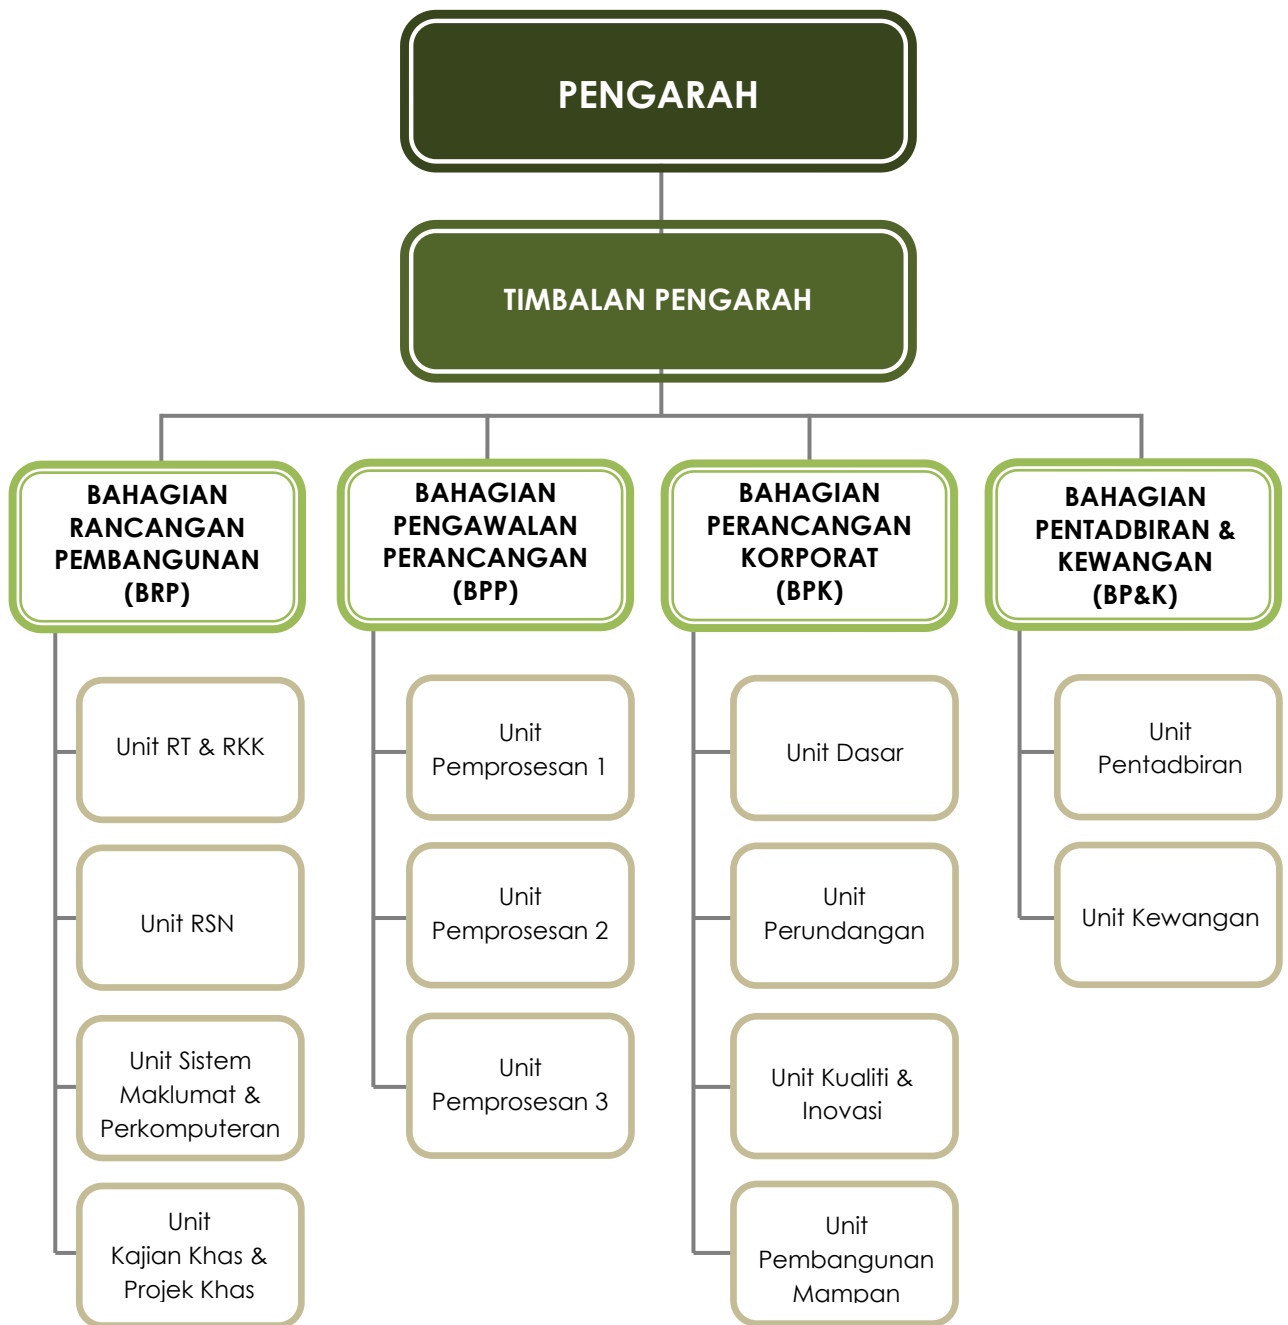 PENGARAH
TIMBALAN PENGARAH
BAHAGIAN
RANCANGAN
PEMBANGUNAN
(BRP)
BAHAGIAN
PENGAWALAN
PERANCANGAN
(BPP)
BAHAGIAN
PERANCANGAN
KORPORAT
(BPK)
BAHAGIAN
PENTADBIRAN &
KEWANGAN
(BP&K)
Unit RT & RKK
Unit RSN
Unit Sistem
Maklumat &
Perkomputeran
Unit
Kajian Khas &
Projek Khas
Unit
Pemprosesan 1
Unit
Pemprosesan 2
Unit
Pemprosesan 3
Unit Dasar
Unit
Perundangan
Unit Kualiti &
Inovasi
Unit
Pembangunan
Mampan
Unit
Pentadbiran
Unit Kewangan